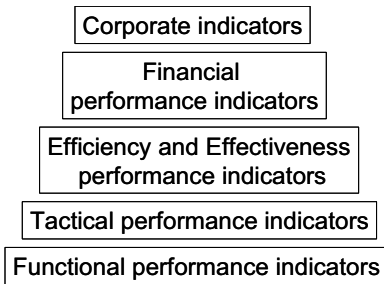 Corporate indicators
Financial
performance indicators
Efficiency and Effectiveness
performance indicators
Tactical performance indicators
Functional performance indicators